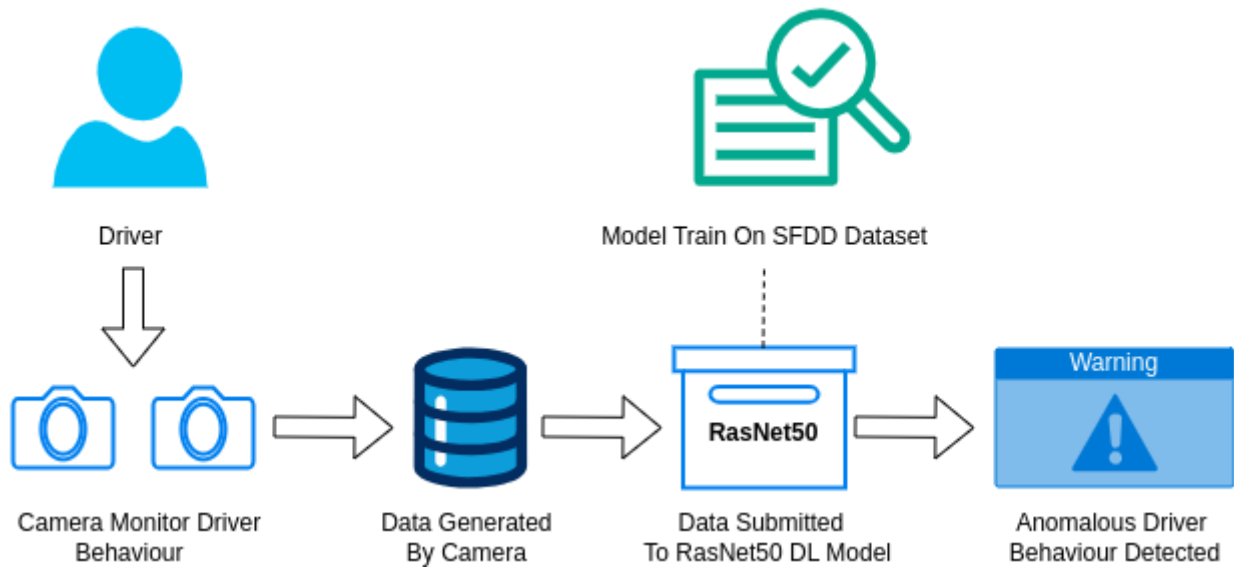 Driver
Model Train On SFDD Dataset
Warning
RasNet50
Camera Monitor Driver
Behaviour
Data Generated
By Camera
Data Submitted
To RasNet50 DL Model
Anomalous Driver
Behaviour Detected